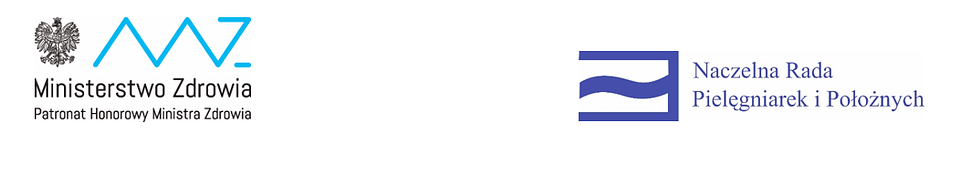 Ministerstwo Zdrowia
Patronat Honorowy Ministra Zdrowia
Naczelna Rada
Pielęgniarek i Położnych